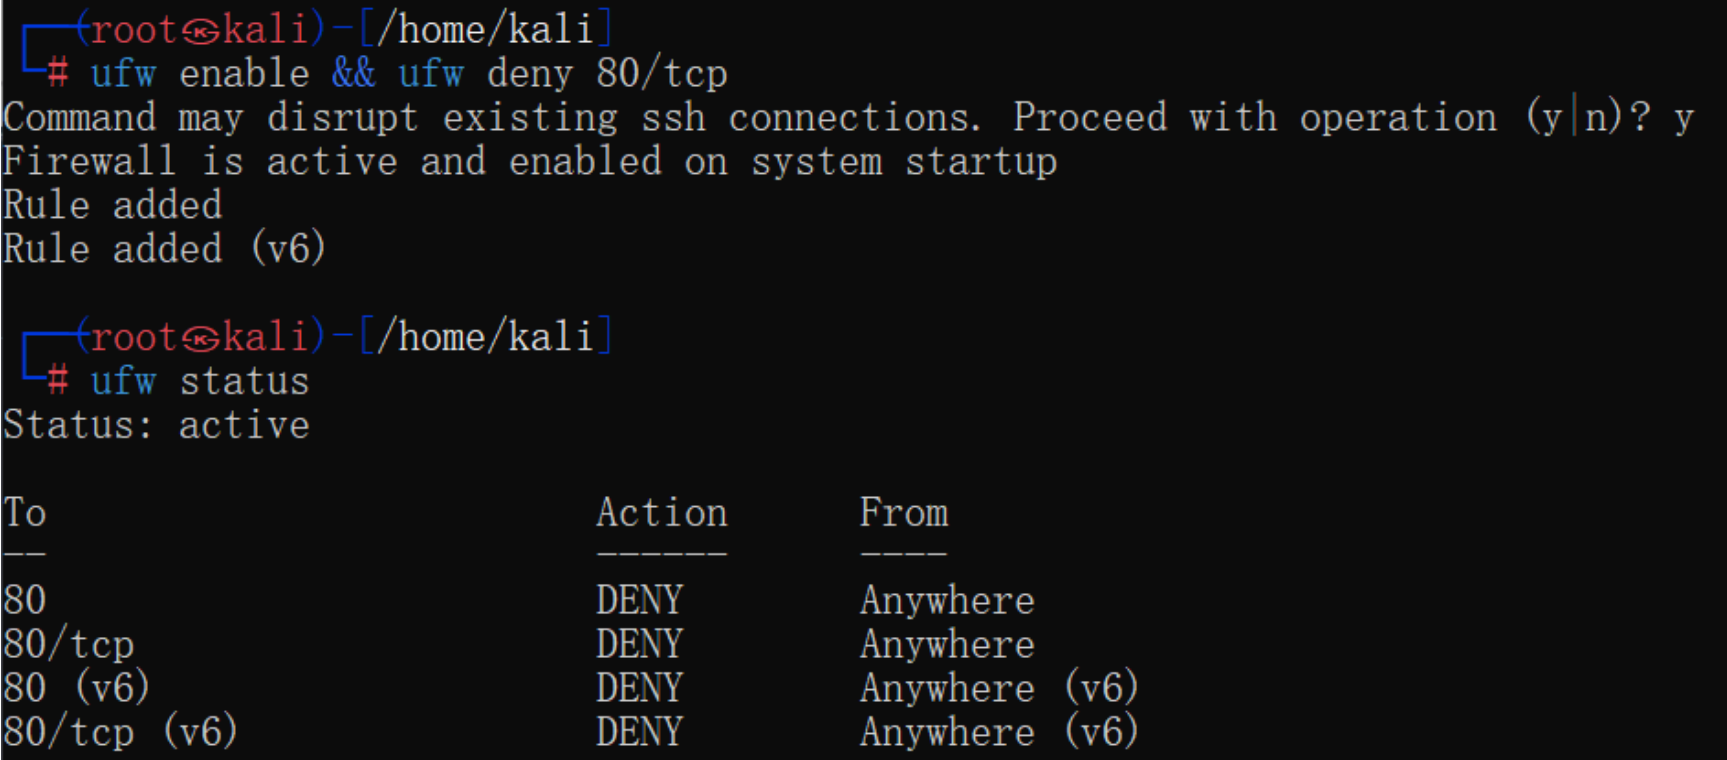 ┌──(root㉿kali)-[/home/kali]
└─# ufw enable && ufw deny 80/tcp
Command may disrupt existing ssh connections. Proceed with operation (y|n)? y
Firewall is active and enabled on system startup
Rule added
Rule added (v6)
┌──(root㉿kali)-[/home/kali]
└─# ufw status
Status: active
To                         Action      From
--                         ------      ----
80                         DENY        Anywhere
80/tcp                     DENY        Anywhere
80 (v6)                    DENY        Anywhere (v6)
80/tcp (v6)                DENY        Anywhere (v6)